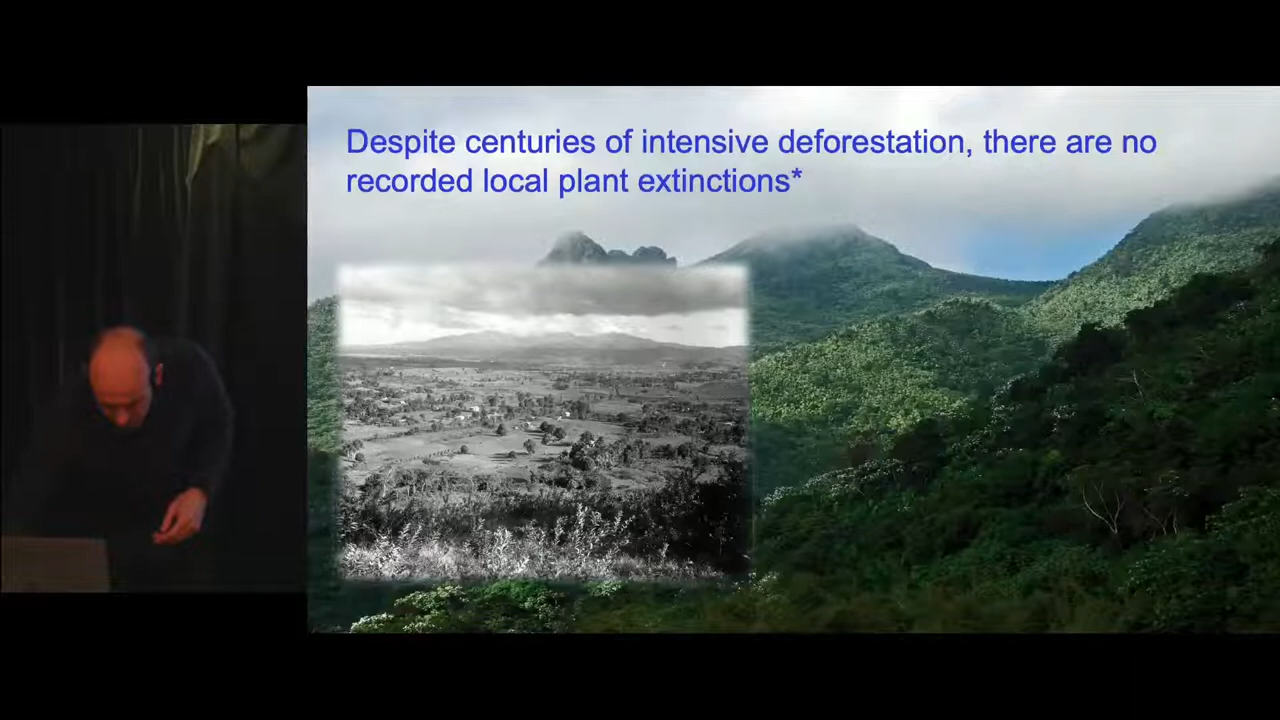 Despite centuries of intensive deforestation, there are no
recorded local plant extinctions*